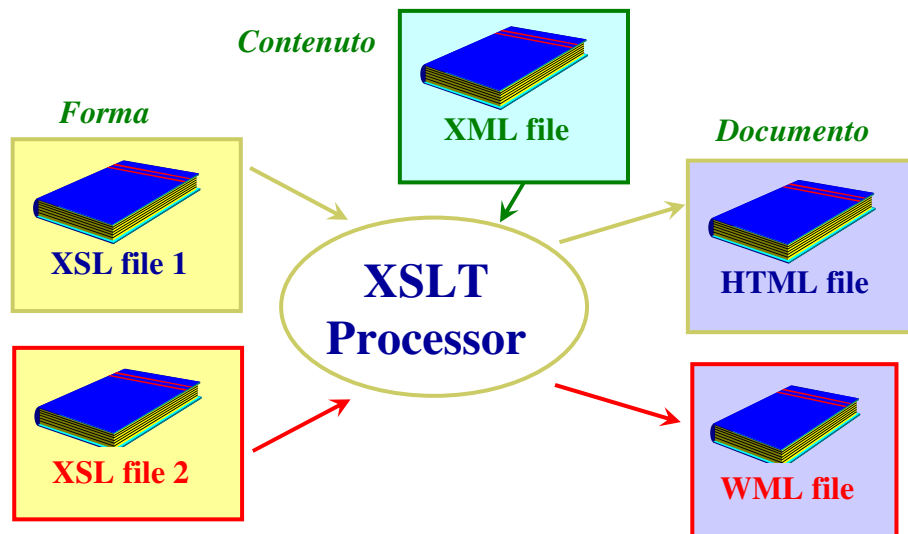 Contenuto
XML file
Forma
XSL file 1
Documento
HTML file
XSLT
Processor
XSL file 2
WML file